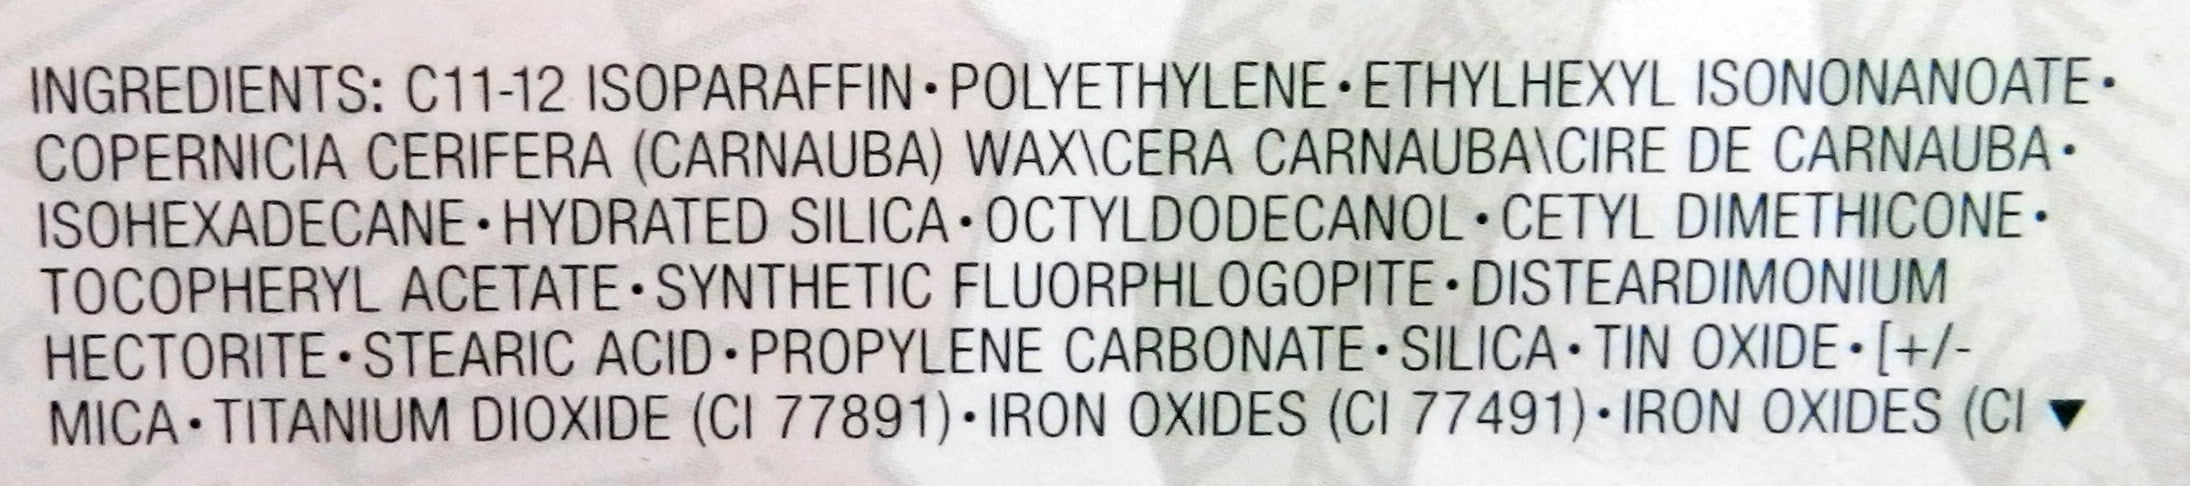 INGREDIENTS: C11-12 ISOPARAFFIN • POLYETHYLENE • ETHYLHEXYL ISONONANOATE •
COPERNICIA CERIFERA (CARNAUBA) WAX\CERA CARNAUBA\CIRE DE CARNAUBA •
ISOHEXADECANE • HYDRATED SILICA • OCTYLDODECANOL • CETYL DIMETHICONE •
TOCOPHERYL ACETATE • SYNTHETIC FLUORPHLOGOPITE • DISTEARDIMONIUM
HECTORITE • STEARIC ACID • PROPYLENE CARBONATE • SILICA • TIN OXIDE • [+/-
MICA • TITANIUM DIOXIDE (CI 77891) • IRON OXIDES (CI 77491) • IRON OXIDES (CI ▼